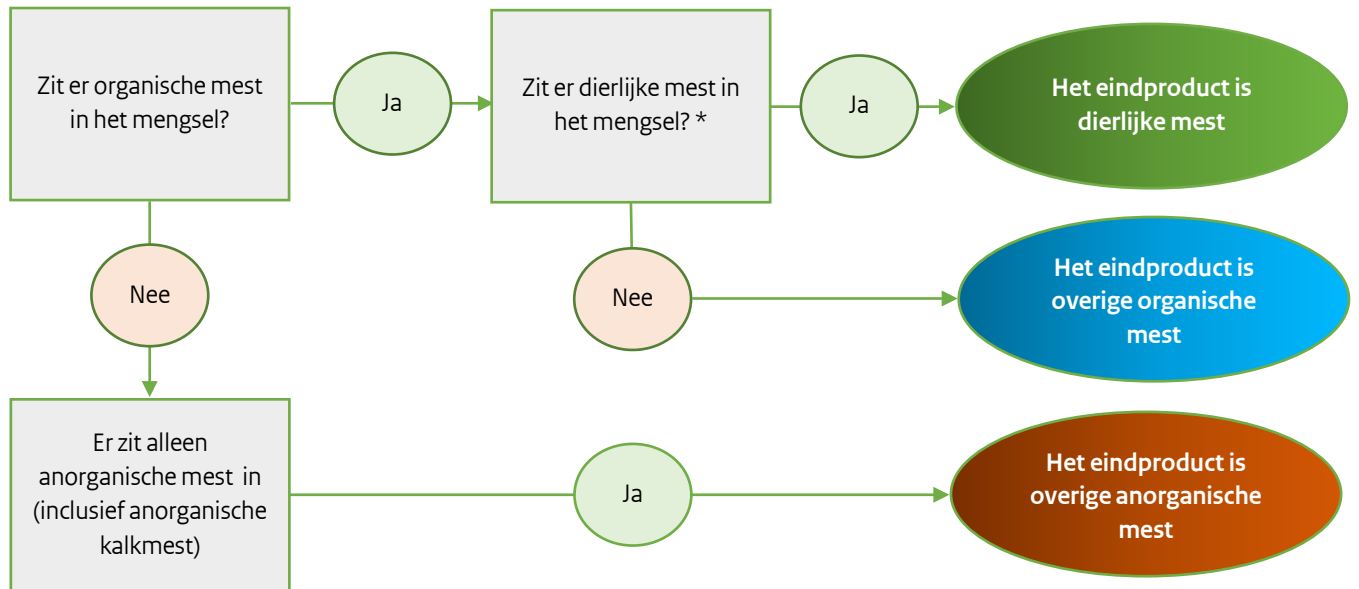 Zit er organische mest
in het mengsel?
Ja
Zit er dierlijke mest in
het mengsel? *
Ja
Het eindproduct is
dierlijke mest
Nee
Nee
Het eindproduct is
overige organische
mest
Er zit alleen
anorganische mest in
(inclusief anorganische
kalkmest)
Ja
Het eindproduct is
overige anorganische
mest